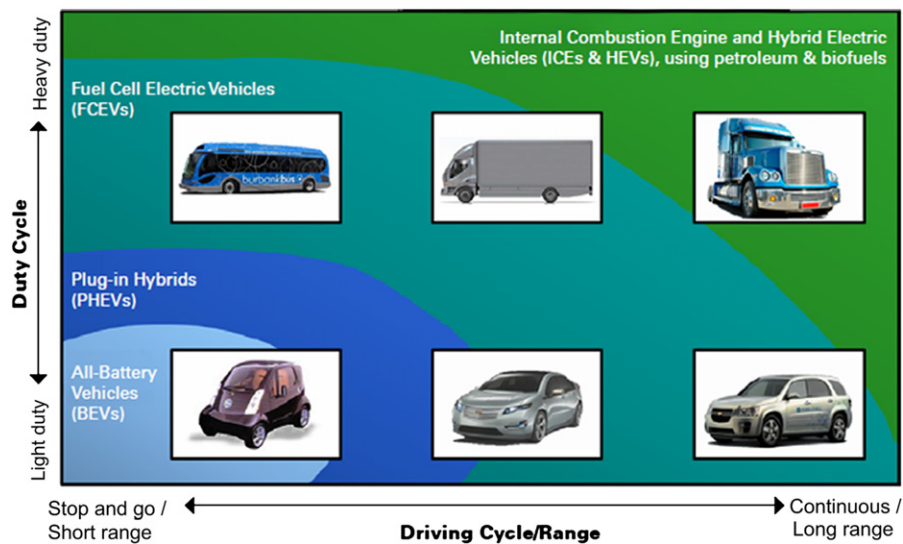 Heavy duty
Duty Cycle
Light duty
Internal Combustion Engine and Hybrid Electric
Vehicles (ICEs & HEVs), using petroleum & biofuels
Fuel Cell Electric Vehicles
(FCEVs)
burbankbus
Plug-in Hybrids
(PHEVs)
All-Battery
Vehicles
(BEVs)
Stop and go /
Short range
Driving Cycle/Range
Continuous /
Long range